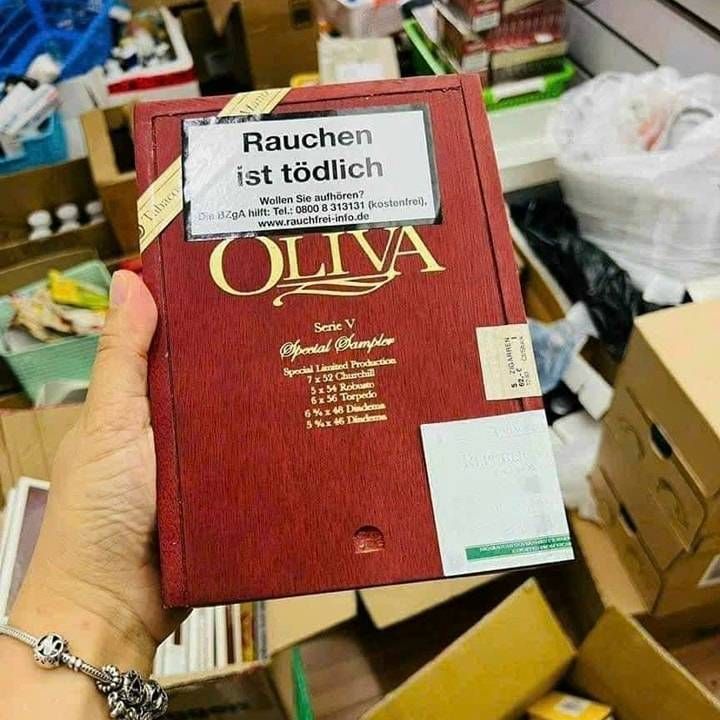 Rauchen
ist tödlich
Wollen Sie aufhören?
Die BZgA hilft: Tel.: 0800 8 313131 (kostenfrei),
www.rauchfrei-info.de
Tabaco
OLIVA
Serie V
Special Sampler
Special Limited Production
7 x 52 Churchill
5 x 54 Robusto
6 x 56 Torpedo
6 ¾ x 48 Diadema
5 ¾ x 46 Diadema
5 ZIGARREN
62,- €